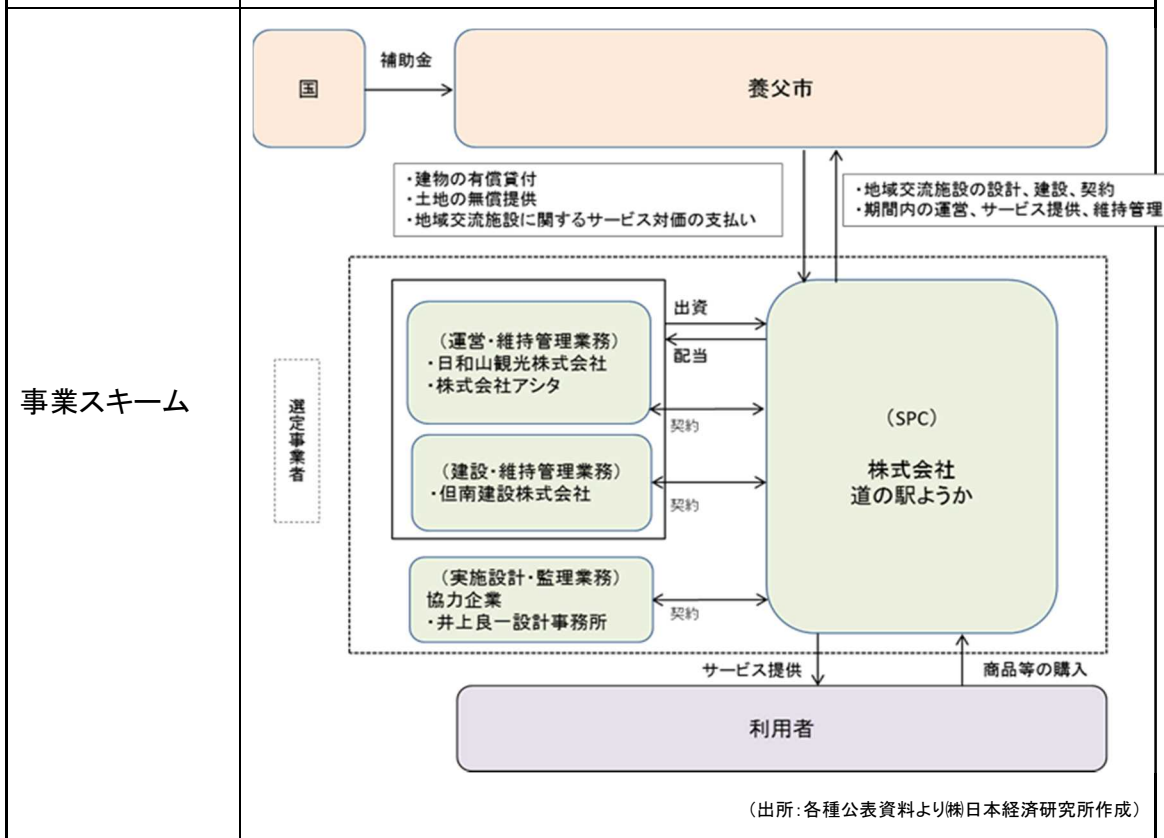 事業スキーム
国
補助金
養父市
・建物の有償貸付
・土地の無償提供
・地域交流施設に関するサービス対価の支払い
・地域交流施設の設計、建設、契約
・期間内の運営、サービス提供、維持管理
選定事業者
（運営・維持管理業務）
・日和山観光株式会社
・株式会社アシタ
出資
配当
契約
（建設・維持管理業務）
・但南建設株式会社
契約
（実施設計・監理業務）
協力企業
・井上良一設計事務所
契約
（SPC）
株式会社
道の駅ようか
サービス提供
商品等の購入
利用者
（出所：各種公表資料より㈱日本経済研究所作成）